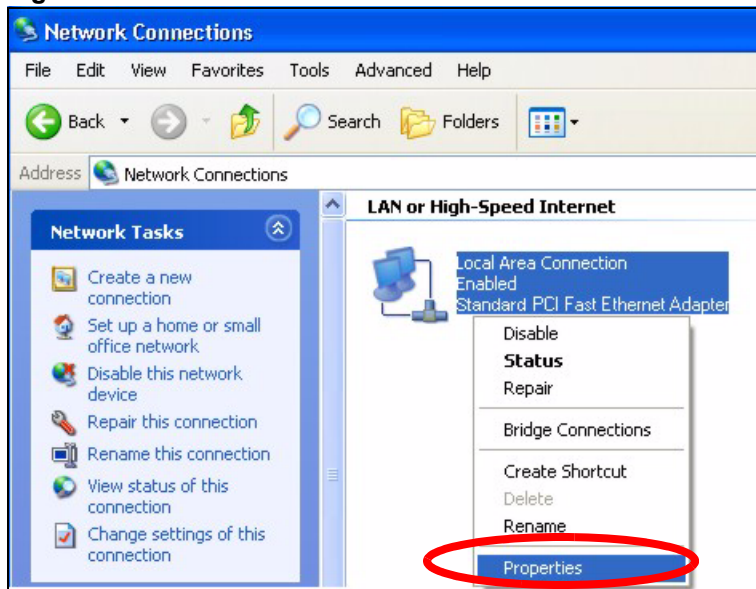 Network Connections
File Edit View Favorites Tools Advanced Help
Back Search Folders
Address Network Connections
Network Tasks
Create a new
connection
Set up a home or small
office network
Disable this network
device
Repair this connection
Rename this connection
View status of this
connection
Change settings of this
connection
LAN or High-Speed Internet
Local Area Connection
Enabled
Standard PCI Fast Ethernet Adapter
Disable
Status
Repair
Bridge Connections
Create Shortcut
Delete
Rename
Properties